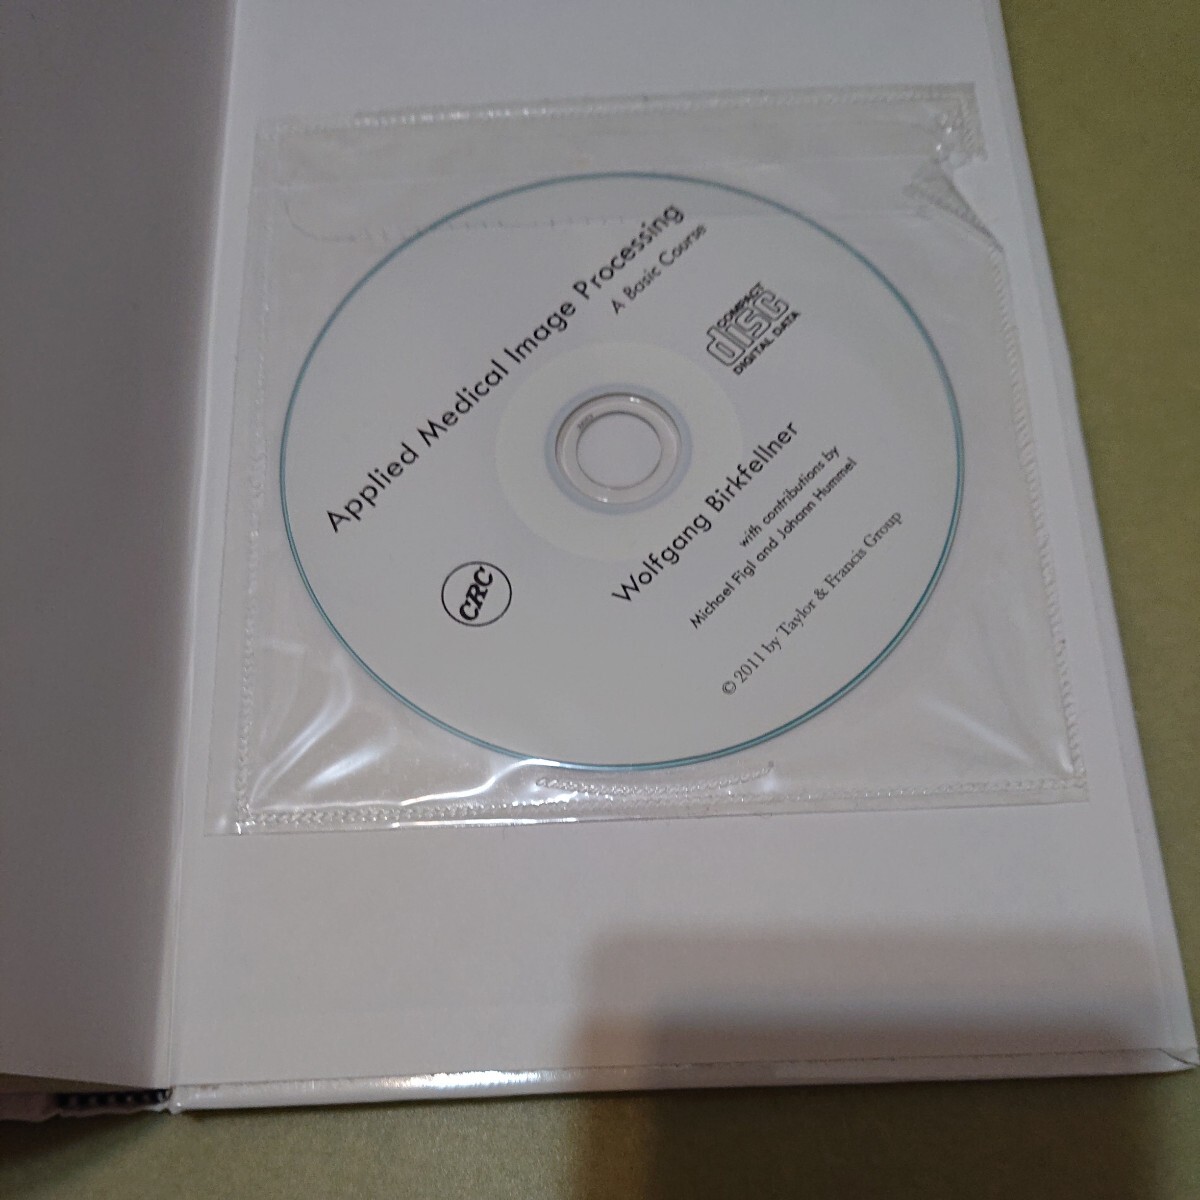 Applied Medical Image Processing
A Basic Course
COMPACT
disc
DIGITAL DATA
Wolfgang Birkfellner
with contributions by
Michael Figl and Johann Hummel
CRC
© 2011 by Taylor & Francis Group